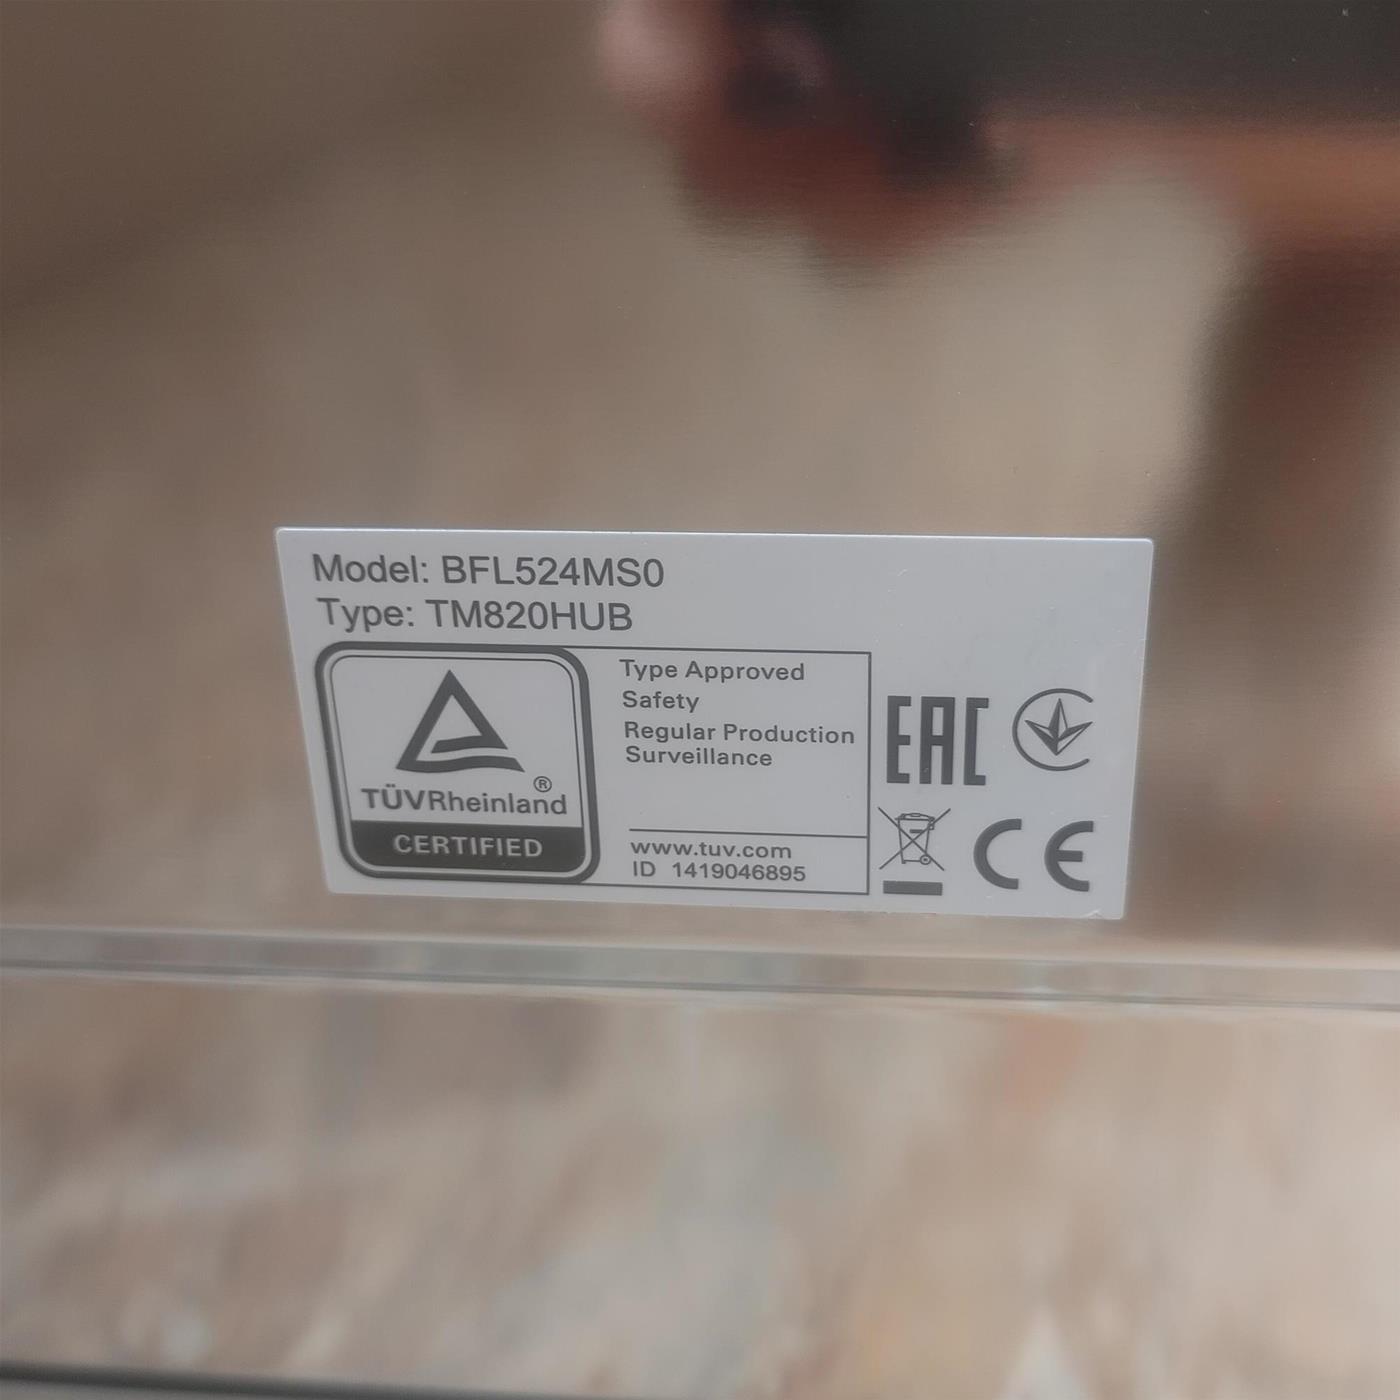 Model: BFL524MS0
Type: TM820HUB
TÜVRheinland®
CERTIFIED
Type Approved
Safety
Regular Production
Surveillance
www.tuv.com
ID 1419046895
EAC
CE